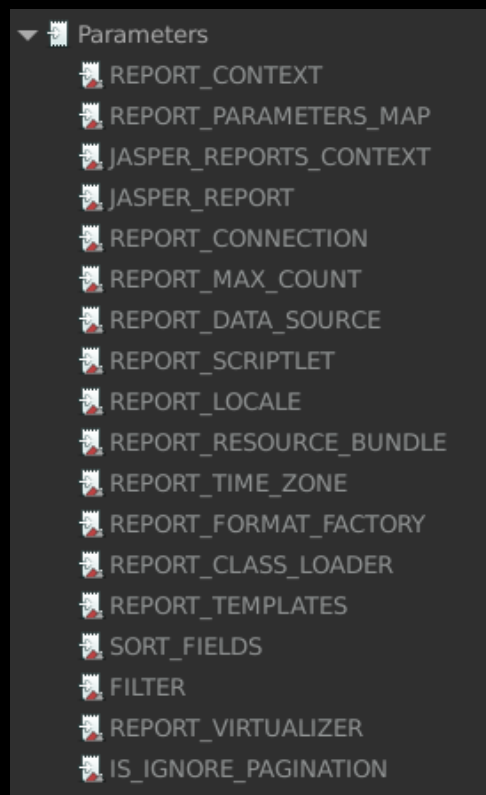 Parameters
REPORT_CONTEXT
REPORT_PARAMETERS_MAP
JASPER_REPORTS_CONTEXT
JASPER_REPORT
REPORT_CONNECTION
REPORT_MAX_COUNT
REPORT_DATA_SOURCE
REPORT_SCRIPTLET
REPORT_LOCALE
REPORT_RESOURCE_BUNDLE
REPORT_TIME_ZONE
REPORT_FORMAT_FACTORY
REPORT_CLASS_LOADER
REPORT_TEMPLATES
SORT_FIELDS
FILTER
REPORT_VIRTUALIZER
IS_IGNORE_PAGINATION